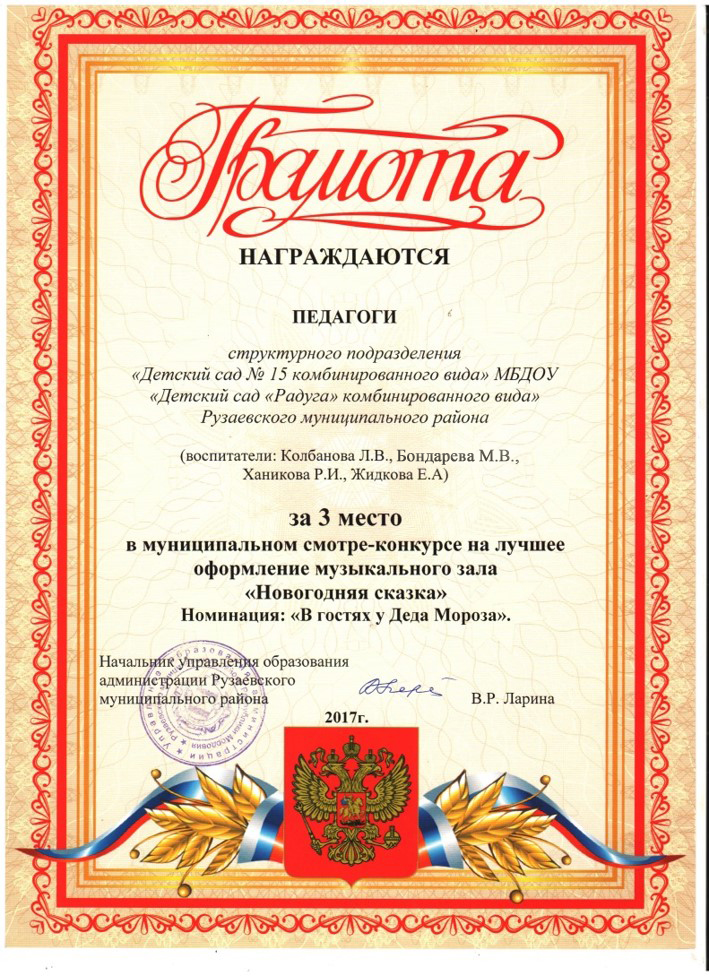 Грамота
НАГРАЖДАЮТСЯ
ПЕДАГОГИ
структурного подразделения
«Детский сад № 15 комбинированного вида» МБДОУ
«Детский сад «Радуга» комбинированного вида»
Рузаевского муниципального района
(воспитатели: Колбанова Л.В., Бондарева М.В.,
Ханикова Р.И., Жидкова Е.А)
за 3 место
в муниципальном смотре-конкурсе на лучшее
оформление музыкального зала
«Новогодняя сказка»
Номинация: «В гостях у Деда Мороза».
Начальник управления образования
администрации Рузаевского
муниципального района
В.Р. Ларина
2017г.